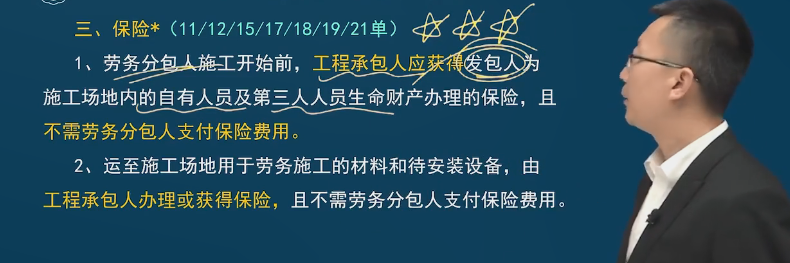 三、保险*（11/12/15/17/18/19/21单）
1、劳务分包人施工开始前，工程承包人应获得发包人为
施工场地内的自有人员及第三人人员生命财产办理的保险，且
不需劳务分包人支付保险费用。
2、运至施工场地用于劳务施工的材料和待安装设备，由
工程承包人办理或获得保险，且不需劳务分包人支付保险费用。